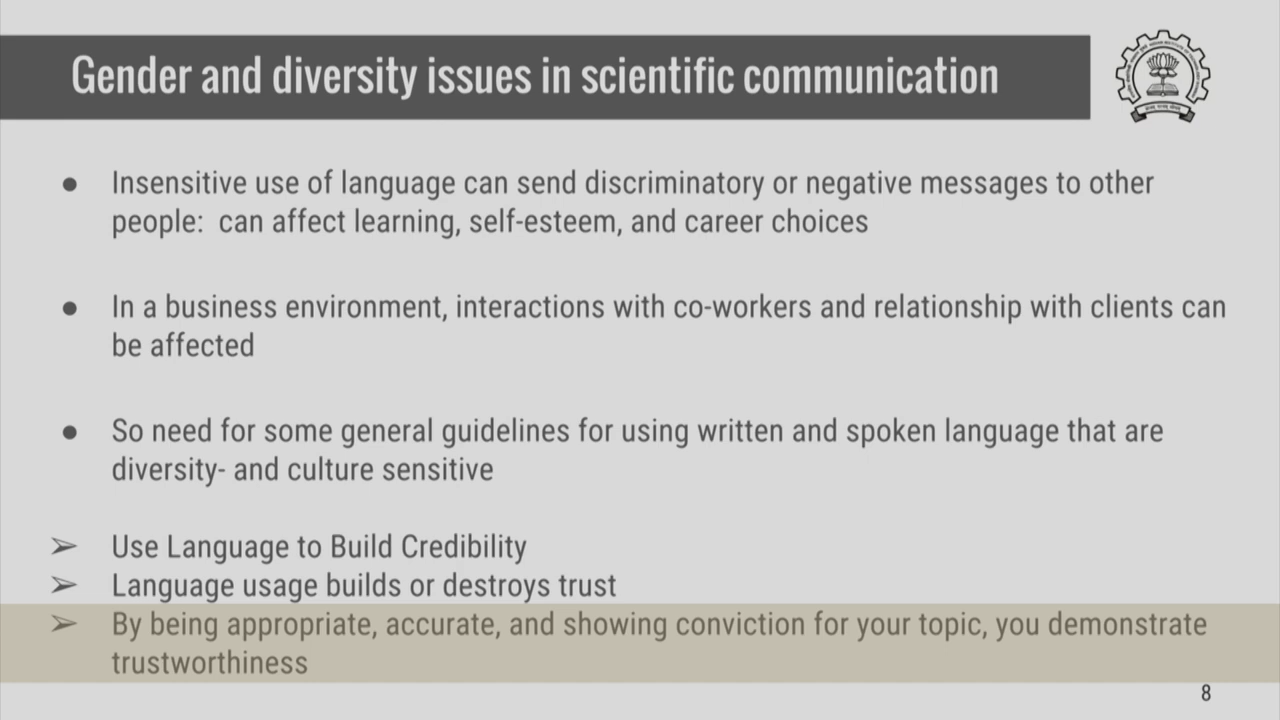 Gender and diversity issues in scientific communication
● Insensitive use of language can send discriminatory or negative messages to other
people: can affect learning, self-esteem, and career choices
● In a business environment, interactions with co-workers and relationship with clients can
be affected
● So need for some general guidelines for using written and spoken language that are
diversity- and culture sensitive
➢ Use Language to Build Credibility
➢ Language usage builds or destroys trust
➢ By being appropriate, accurate, and showing conviction for your topic, you demonstrate
trustworthiness
8